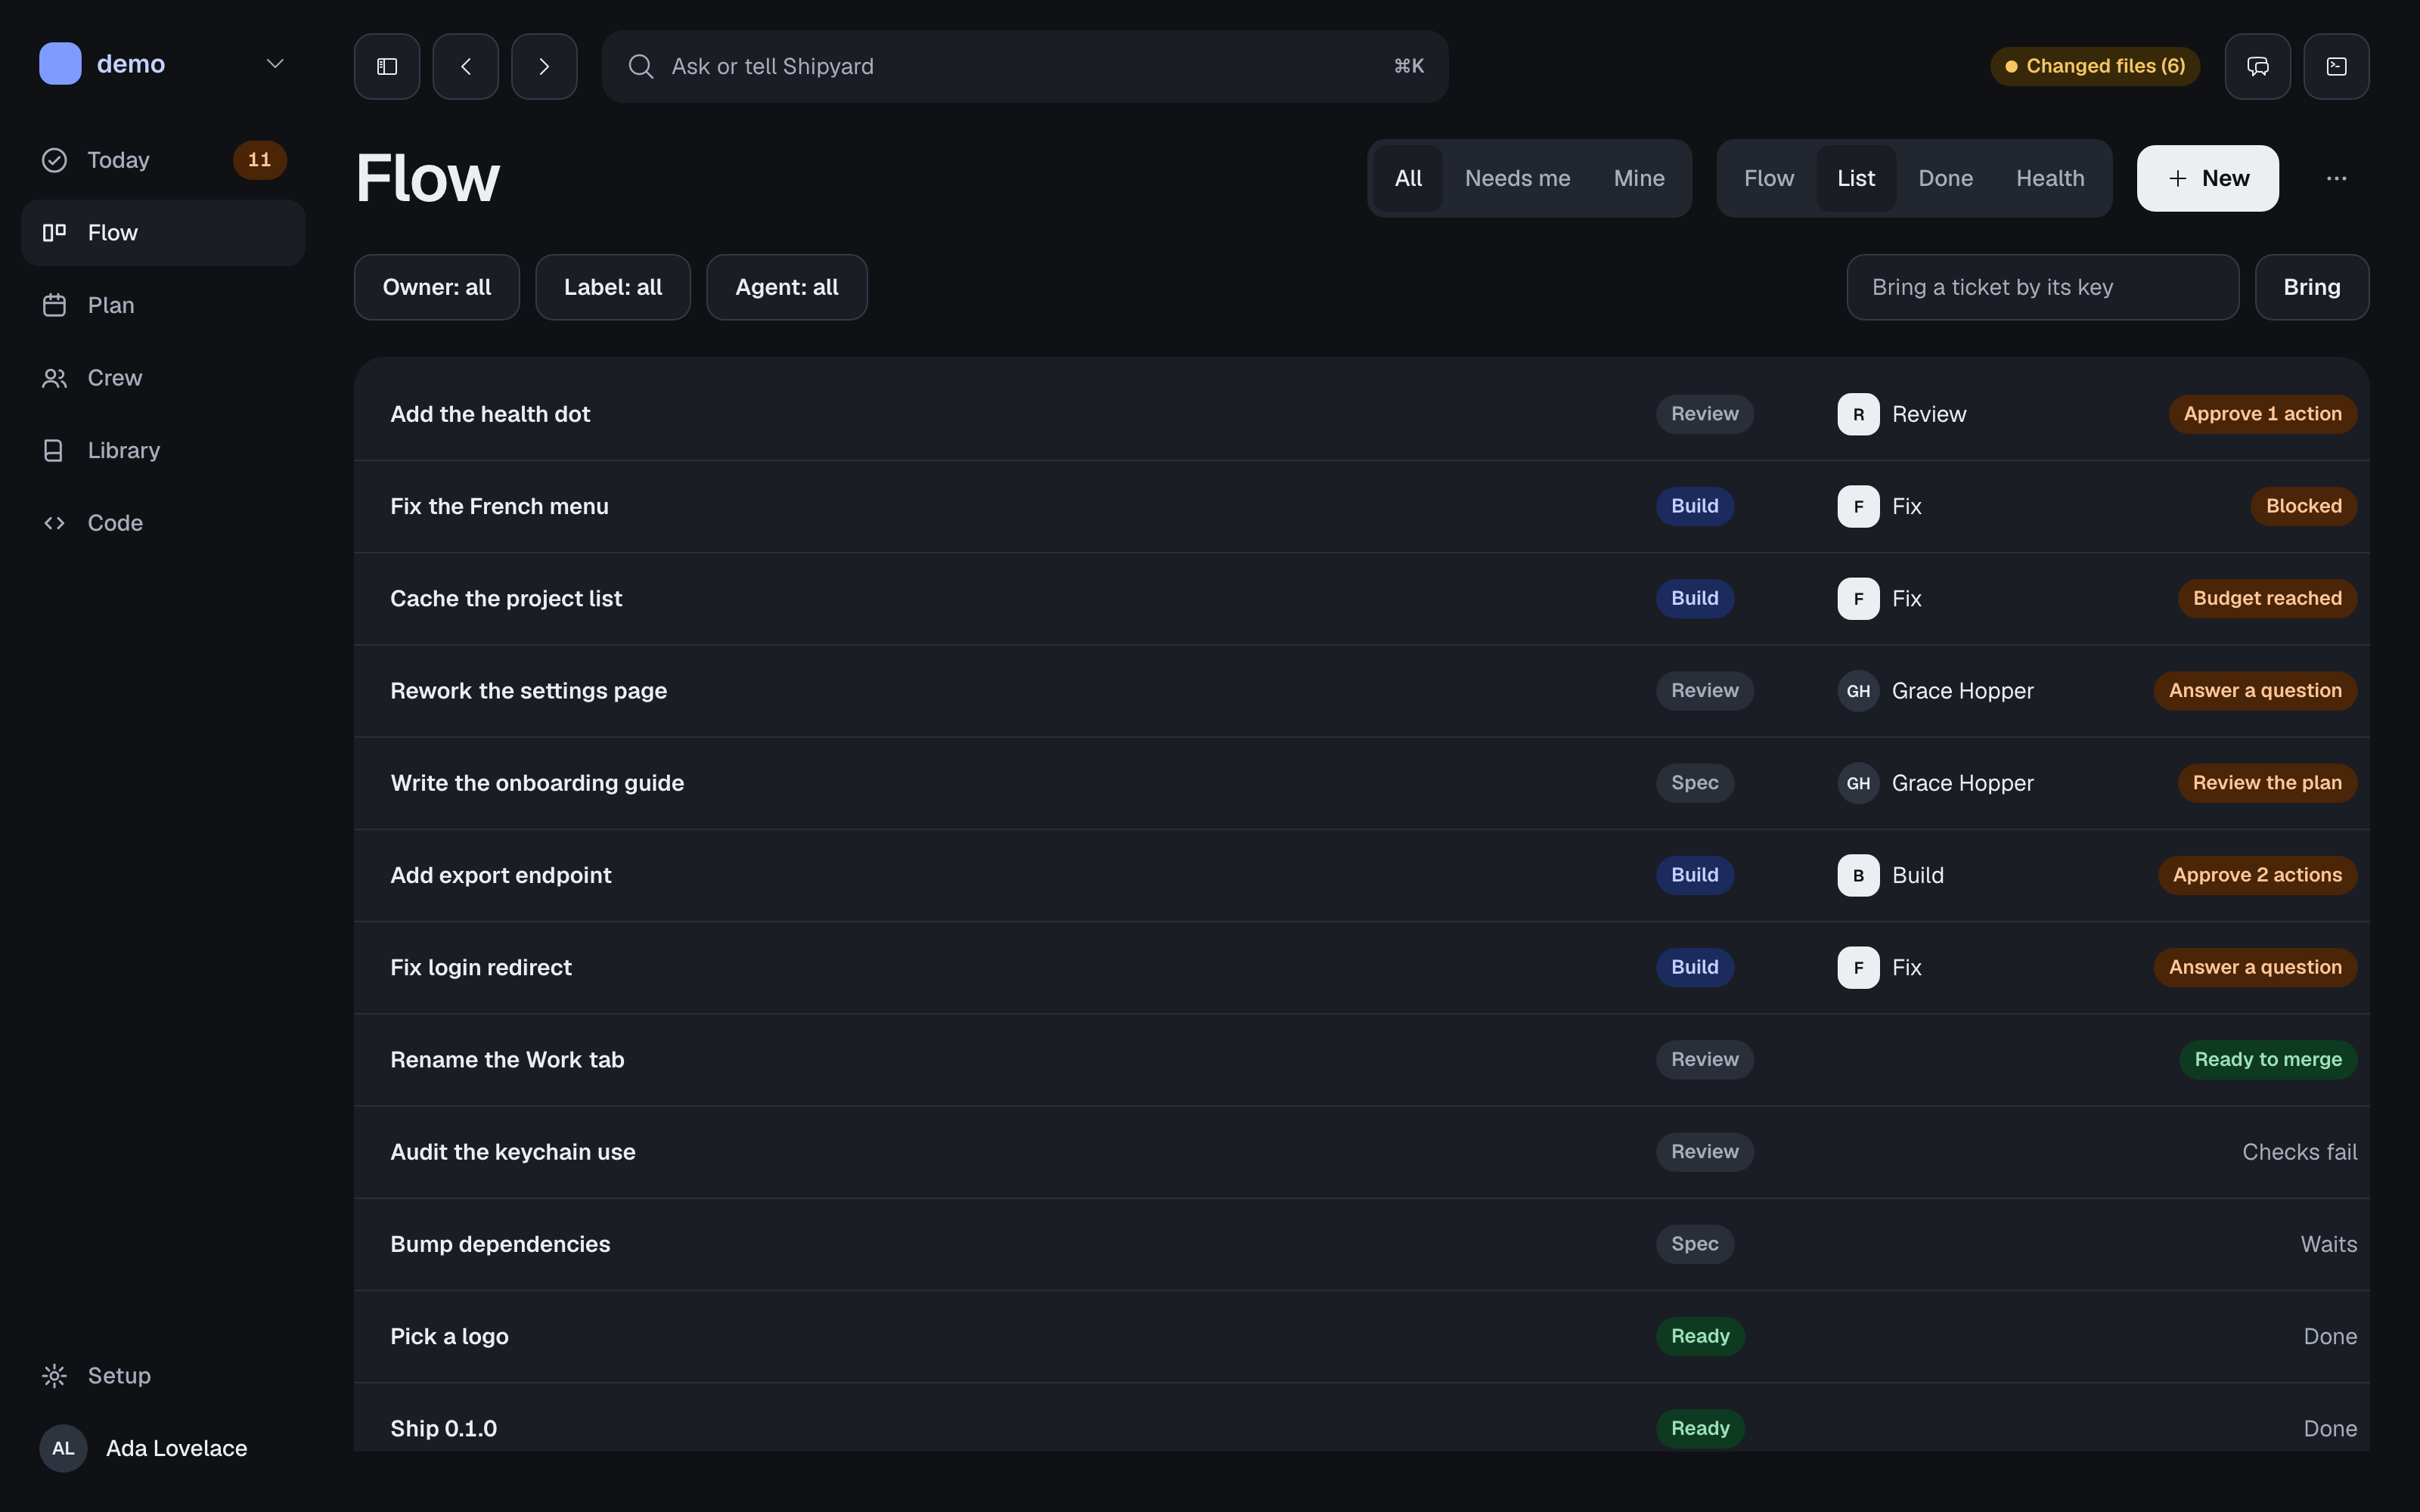 demo
Ask or tell Shipyard ⌘K
Changed files (6)
Today 11
Flow
Plan
Crew
Library
Code
Setup
AL Ada Lovelace
Flow
All Needs me Mine
Flow List Done Health
+ New
Owner: all Label: all Agent: all
Bring a ticket by its key Bring
Add the health dot Review R Review Approve 1 action
Fix the French menu Build F Fix Blocked
Cache the project list Build F Fix Budget reached
Rework the settings page Review GH Grace Hopper Answer a question
Write the onboarding guide Spec GH Grace Hopper Review the plan
Add export endpoint Build B Build Approve 2 actions
Fix login redirect Build F Fix Answer a question
Rename the Work tab Review Ready to merge
Audit the keychain use Review Checks fail
Bump dependencies Spec Waits
Pick a logo Ready Done
Ship 0.1.0 Ready Done